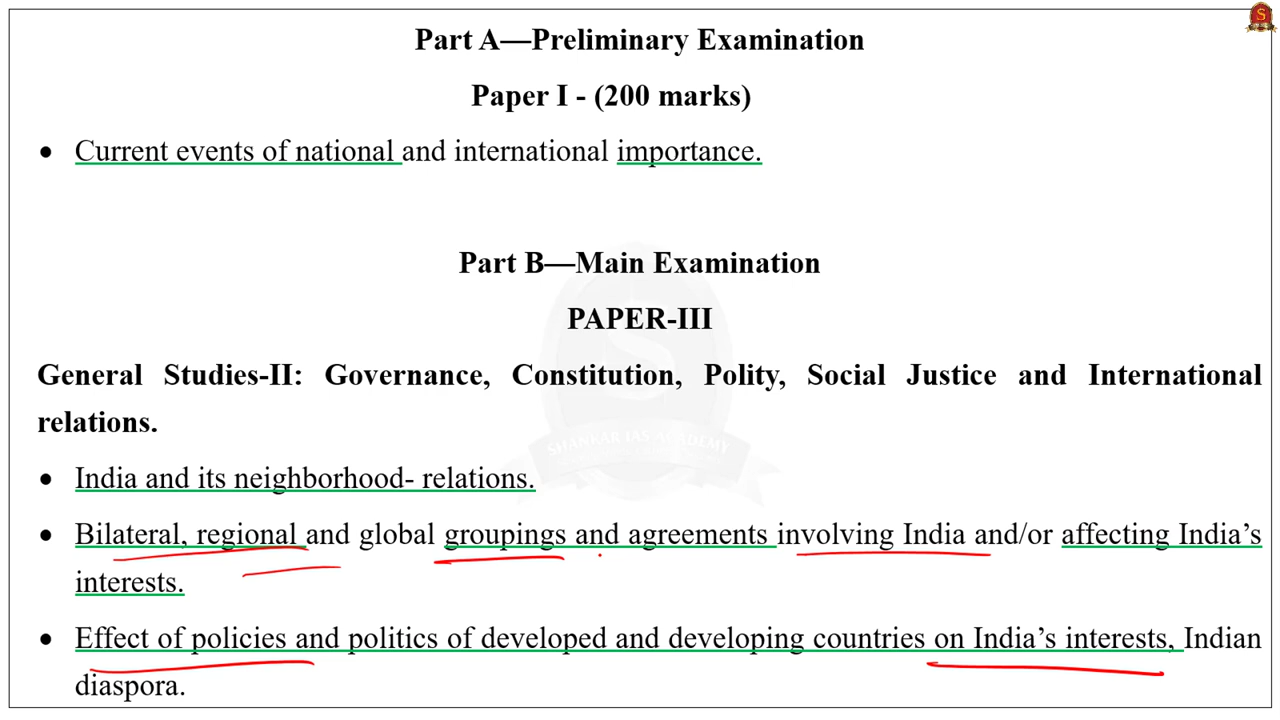 Part A—Preliminary Examination
Paper I - (200 marks)
• Current events of national and international importance.
Part B—Main Examination
PAPER-III
General Studies-II: Governance, Constitution, Polity, Social Justice and International
relations.
SHANKAR IAS ACADEMY
• India and its neighborhood- relations.
• Bilateral, regional and global groupings and agreements involving India and/or affecting India's
interests.
• Effect of policies and politics of developed and developing countries on India's interests, Indian
diaspora.